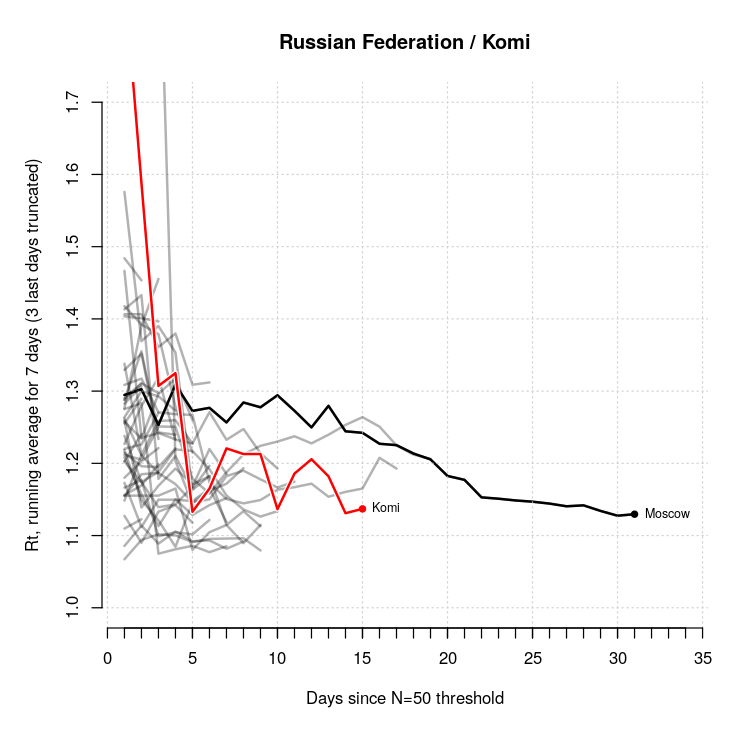 Russian Federation / Komi
Rt, running average for 7 days (3 last days truncated)
1.7
1.6
1.5
1.4
1.3
1.2
1.1
1.0
Komi
Moscow
0 5 10 15 20 25 30 35
Days since N=50 threshold